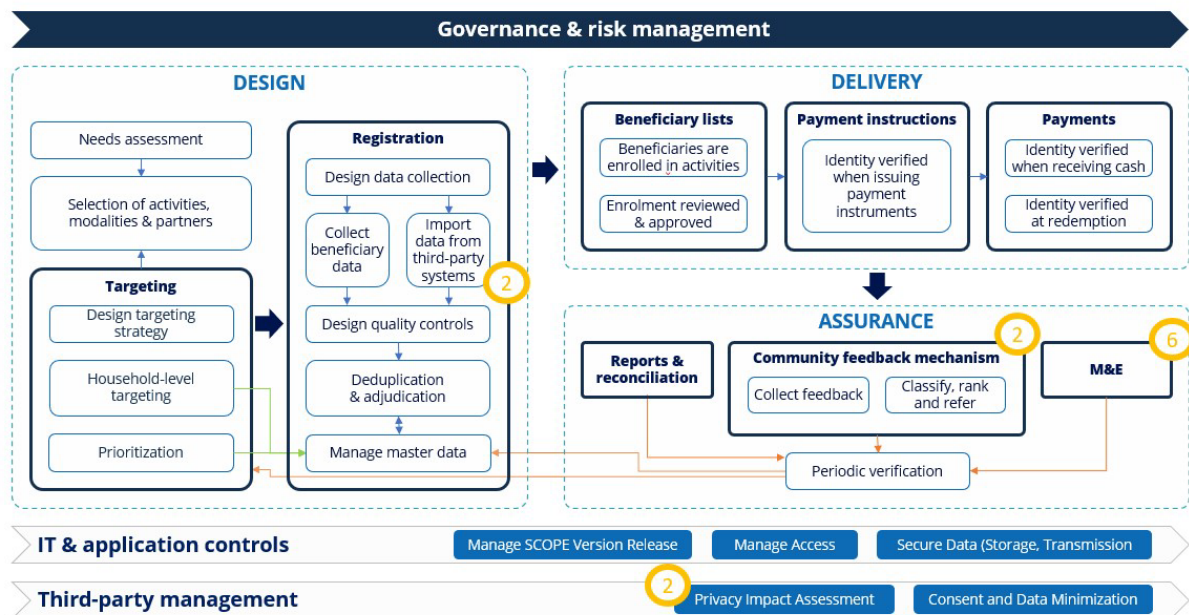 Governance & risk management
DESIGN
Needs assessment
Selection of activities,
modalities & partners
Targeting
Design targeting
strategy
Household-level
targeting
Prioritization
Registration
Design data collection
Collect
beneficiary
data
Import
data from
third-party
systems
2
Design quality controls
Deduplication
& adjudication
Manage master data
DELIVERY
Beneficiary lists
Beneficiaries are
enrolled in activities
Enrolment reviewed
& approved
Payment instructions
Identity verified
when issuing
payment
instruments
Payments
Identity verified
when receiving cash
Identity verified
at redemption
ASSURANCE
Reports &
reconciliation
Community feedback mechanism
2
Collect feedback
Classify, rank
and refer
M&E
6
Periodic verification
IT & application controls
Manage SCOPE Version Release
Manage Access
Secure Data (Storage, Transmission
Third-party management
2
Privacy Impact Assessment
Consent and Data Minimization